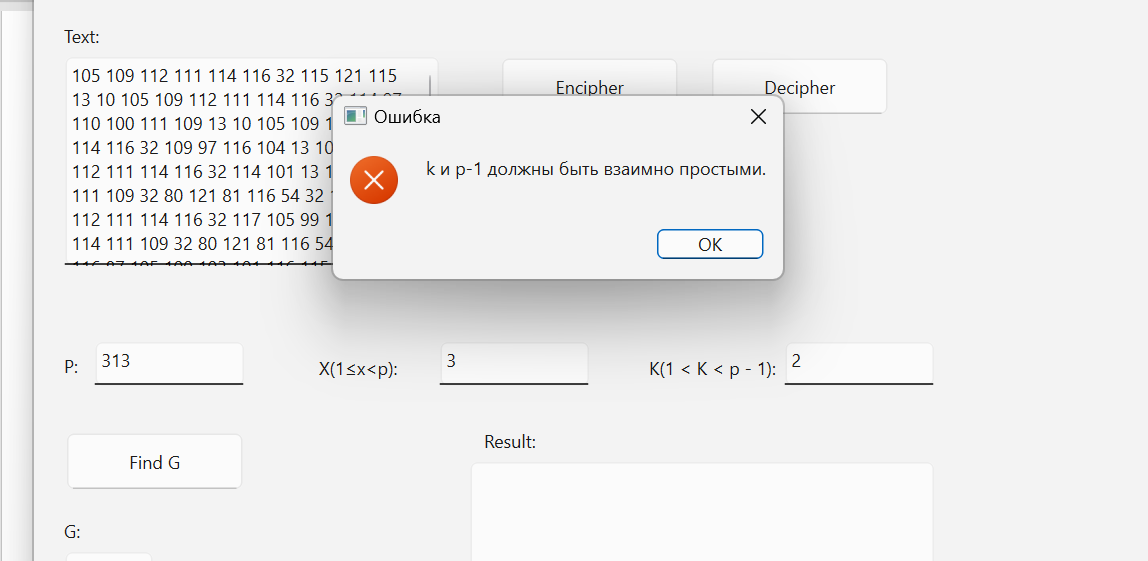 Text:
105 109 112 111 114 116 32 115 121 115
13 10 105 109 112 111 114 116
110 100 111 109 13 10 105 109
114 116 32 109 97 116 104 13 10
112 111 114 116 32 114 101 13
111 109 32 80 121 81 116 54 32
112 111 114 116 32 117 105 99
114 111 109 32 80 121 81 116 54
Encipher
Decipher
Ошибка
k и p-1 должны быть взаимно простыми.
OK
P:
313
X(1≤x<p):
3
K(1 < K < p - 1):
2
Find G
Result:
G: